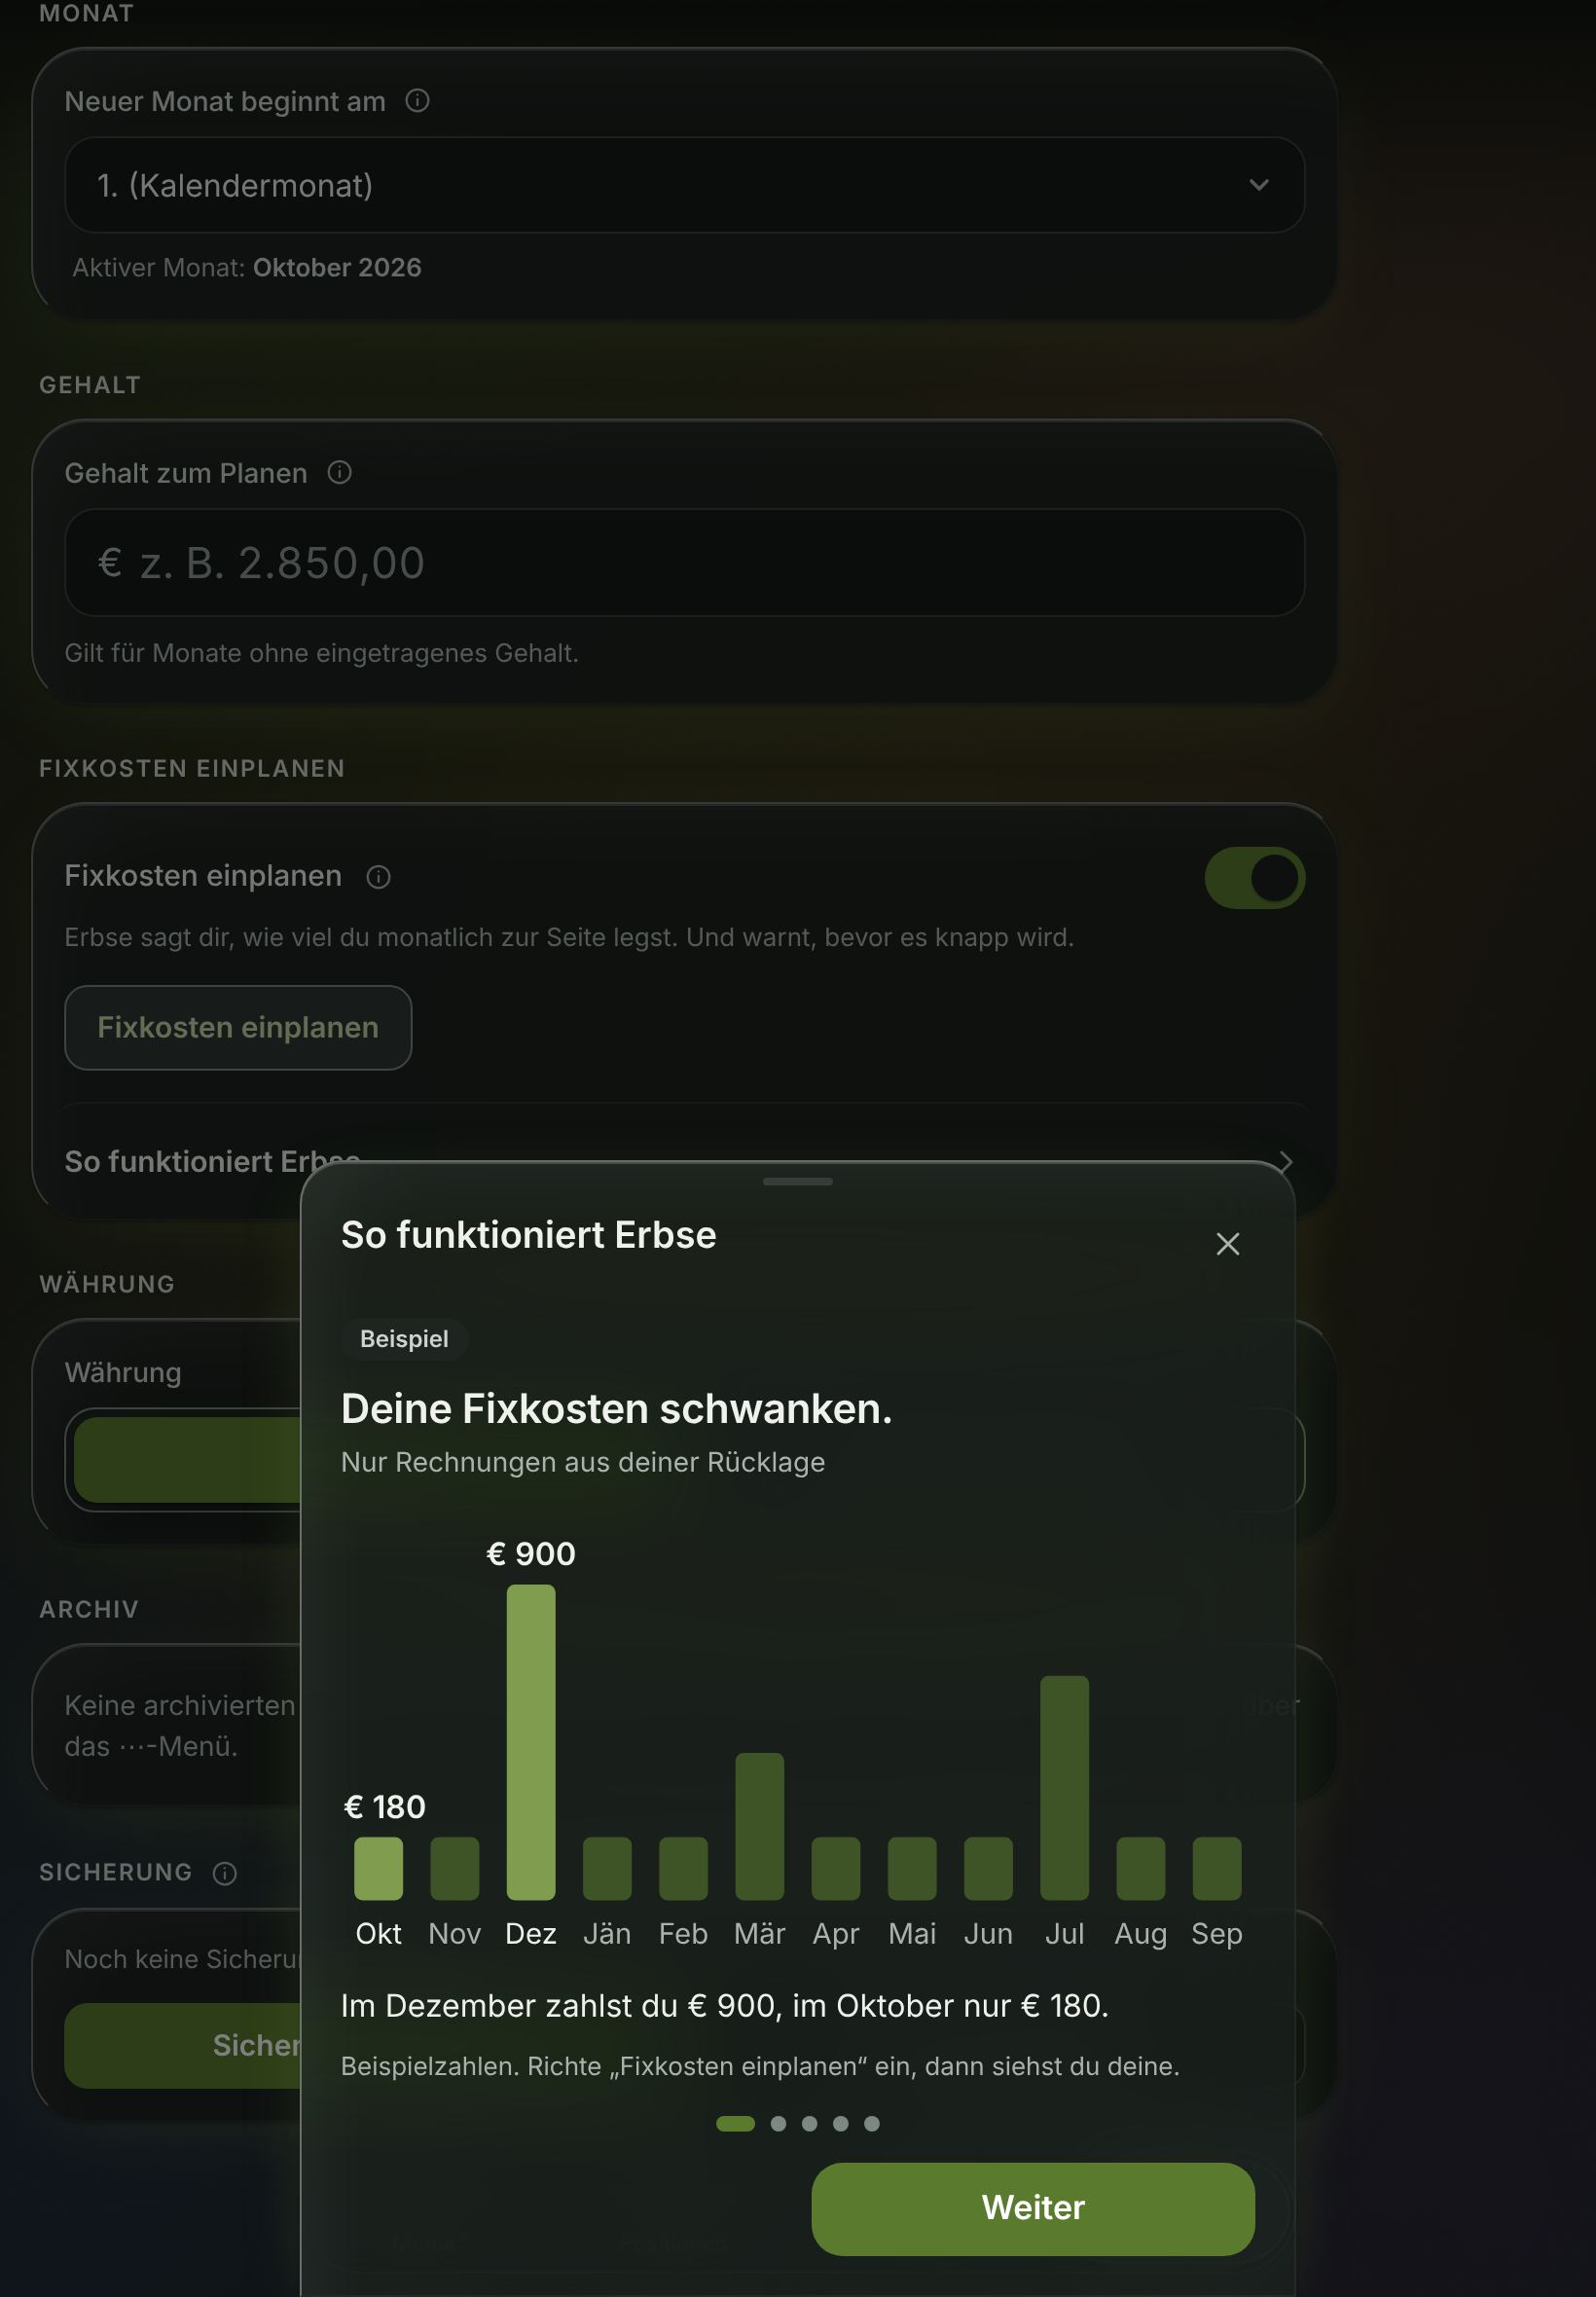 MONAT
Neuer Monat beginnt am
1. (Kalendermonat)
Aktiver Monat: Oktober 2026
GEHALT
Gehalt zum Planen
€ z. B. 2.850,00
Gilt für Monate ohne eingetragenes Gehalt.
FIXKOSTEN EINPLANEN
Fixkosten einplanen
Erbse sagt dir, wie viel du monatlich zur Seite legst. Und warnt, bevor es knapp wird.
Fixkosten einplanen
So funktioniert Erbse
WÄHRUNG
Währung
ARCHIV
Keine archivierten
das ···-Menü.
SICHERUNG
Noch keine
So funktioniert Erbse
Beispiel
Deine Fixkosten schwanken.
Nur Rechnungen aus deiner Rücklage
€ 900
€ 180
Okt Nov Dez Jän Feb Mär Apr Mai Jun Jul Aug Sep
Im Dezember zahlst du € 900, im Oktober nur € 180.
Beispielzahlen. Richte „Fixkosten einplanen“ ein, dann siehst du deine.
Weiter